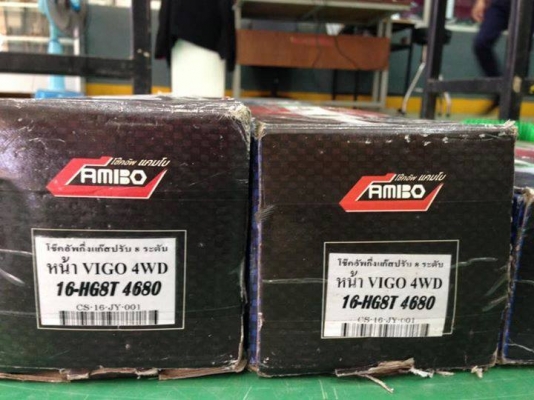 โช๊คอัพ แคมโบ
CAMBO
โช๊คอัพกึ่งแก๊สปรับ 8 ระดับ
หน้า VIGO 4WD
16-HG8T 4680
CS-16-JY-001
โช๊คอัพ แคมโบ
CAMBO
โช๊คอัพกึ่งแก๊สปรับ 8 ระดับ
หน้า VIGO 4WD
16-HG8T 4680
CS-16-JY-001